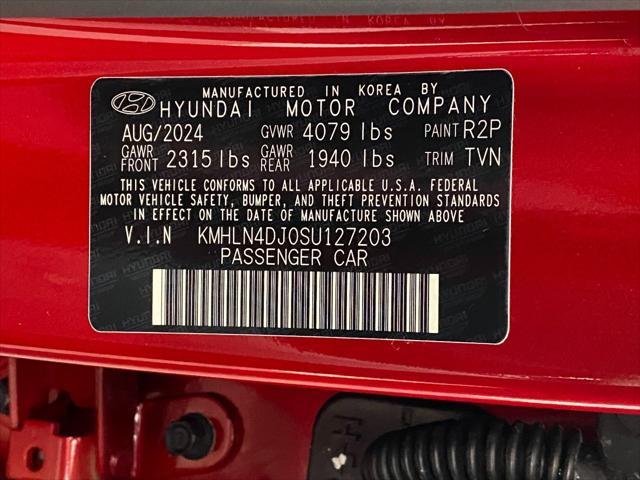 MANUFACTURED IN KOREA BY
HYUNDAI MOTOR COMPANY
AUG/2024 GVWR 4079 lbs PAINT R2P
GAWR FRONT 2315 lbs GAWR REAR 1940 lbs TRIM TVN
THIS VEHICLE CONFORMS TO ALL APPLICABLE U.S.A. FEDERAL
MOTOR VEHICLE SAFETY, BUMPER, AND THEFT PREVENTION STANDARDS
IN EFFECT ON THE DATE OF MANUFACTURE SHOWN ABOVE
V.I.N KMHLN4DJ0SU127203
PASSENGER CAR